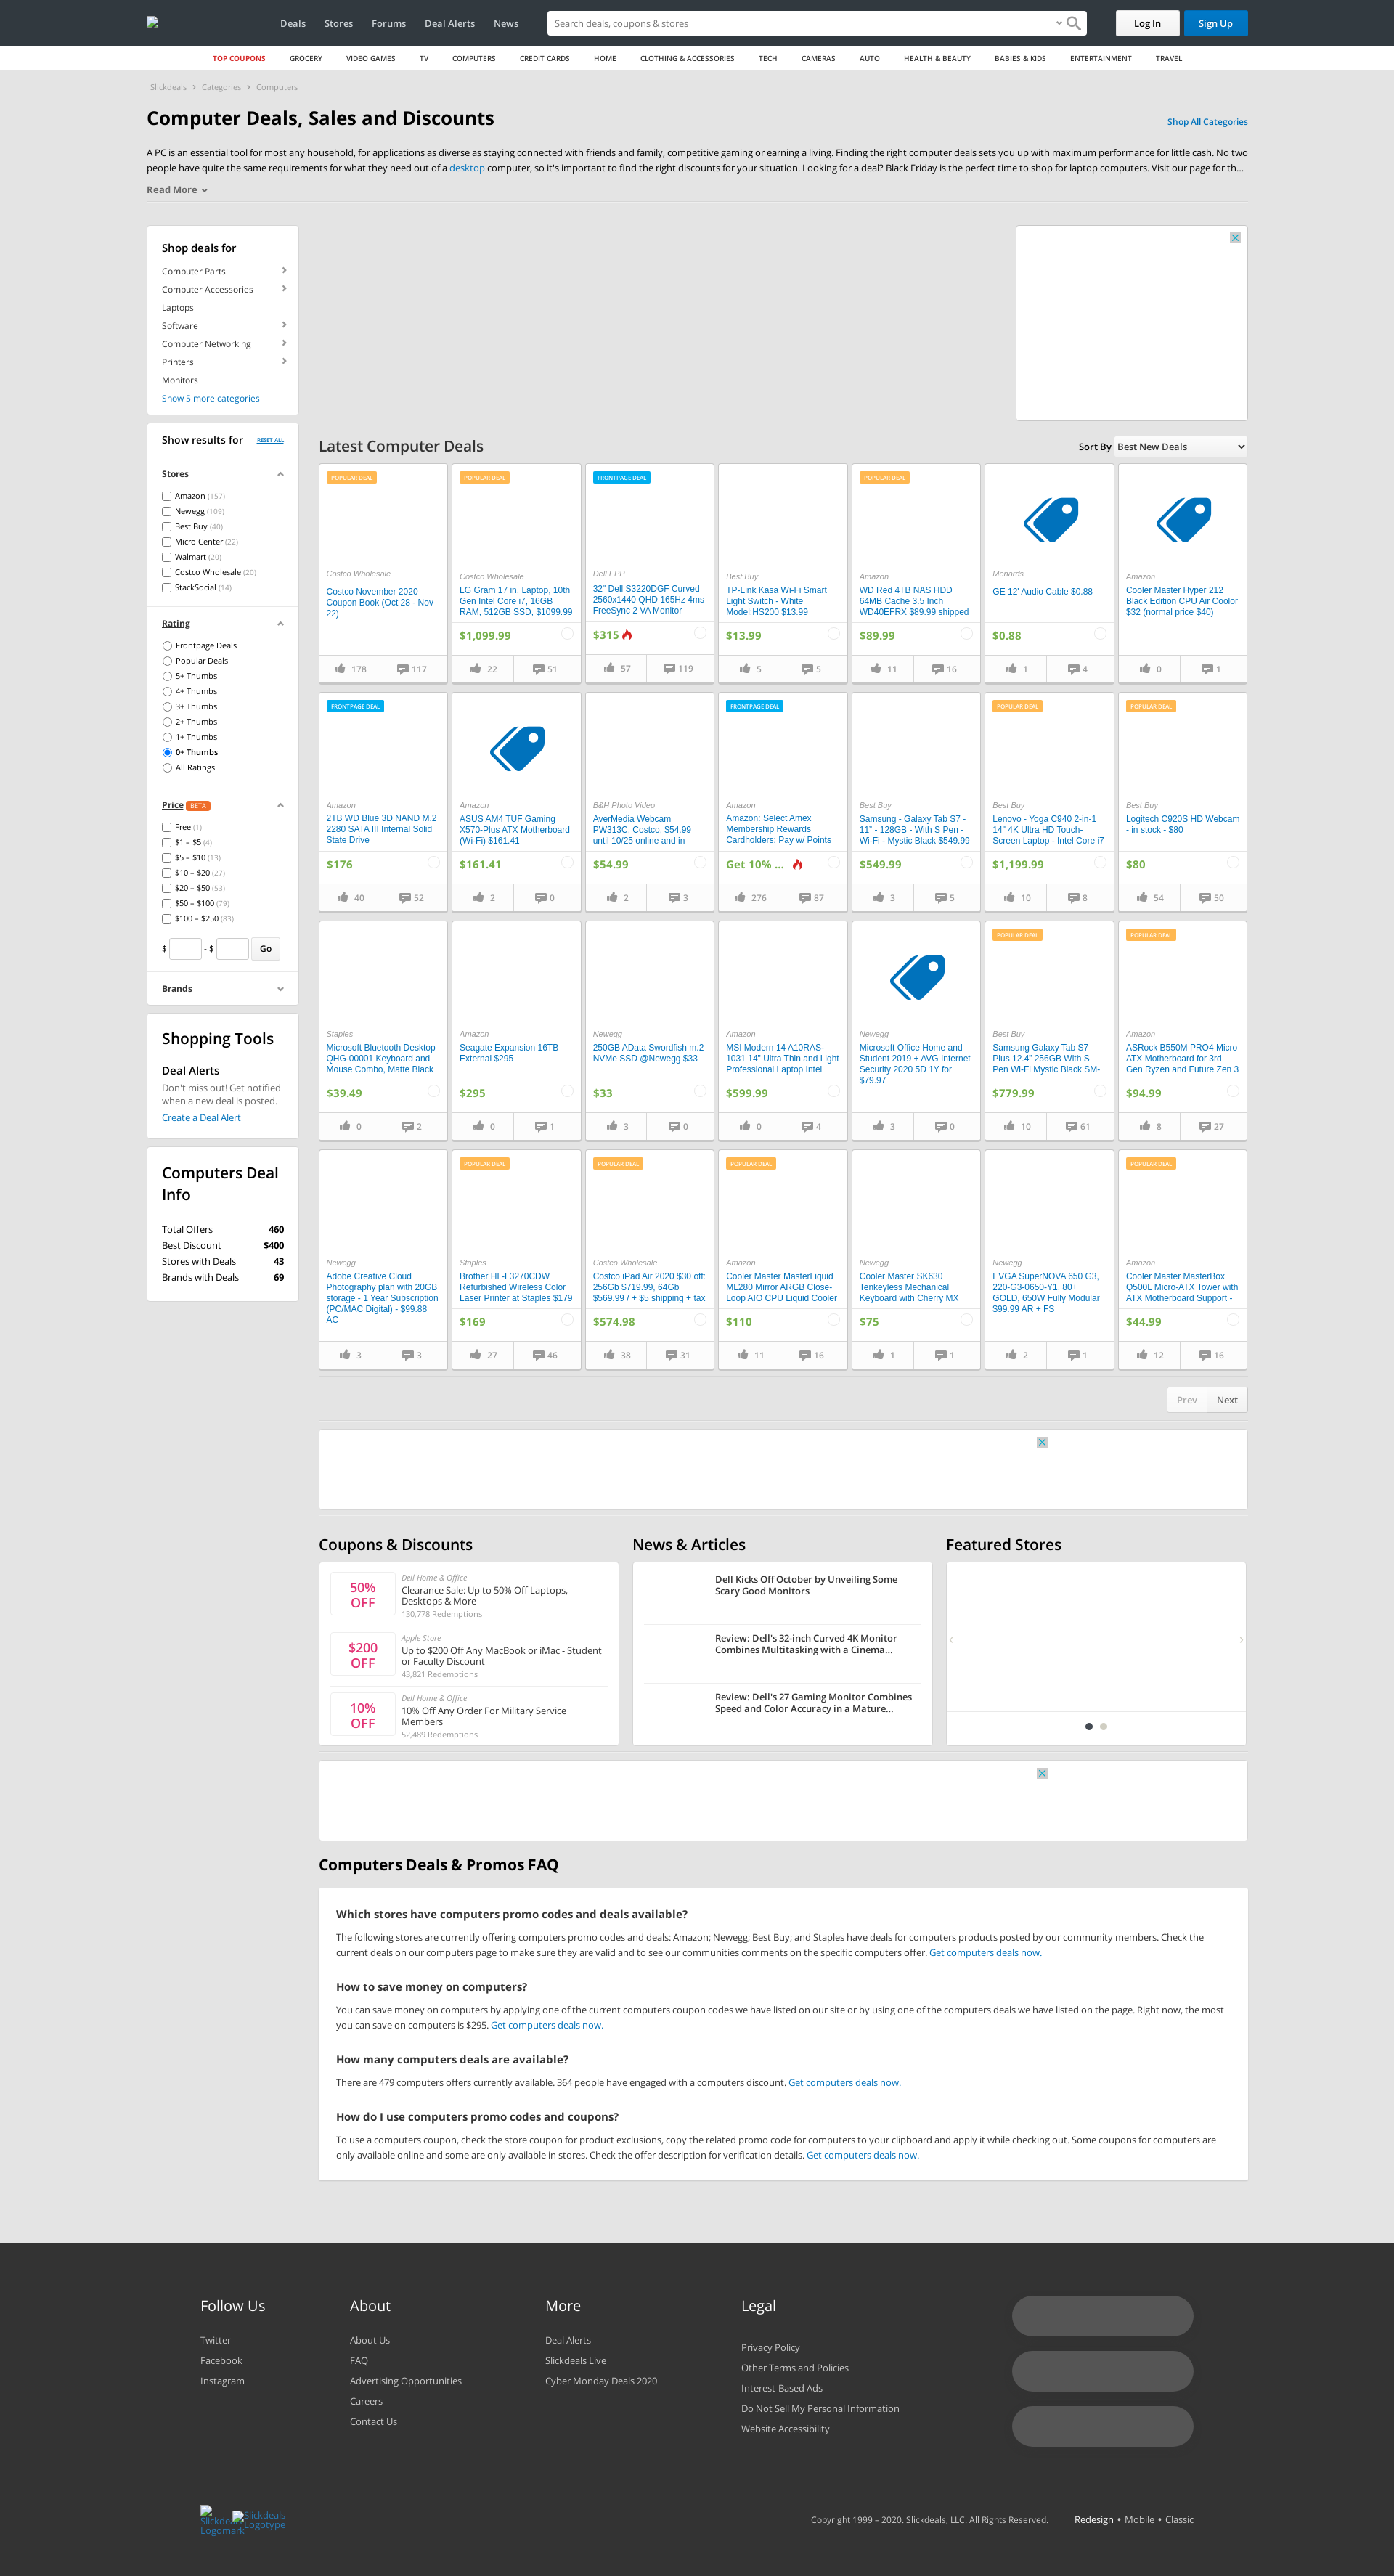 Deals Stores Forums Deal Alerts News Search deals, coupons & stores Log In Sign Up
TOP COUPONS GROCERY VIDEO GAMES TV COMPUTERS CREDIT CARDS HOME CLOTHING & ACCESSORIES TECH CAMERAS AUTO HEALTH & BEAUTY BABIES & KIDS ENTERTAINMENT TRAVEL
Slickdeals › Categories › Computers
Computer Deals, Sales and Discounts
Shop All Categories
A PC is an essential tool for most any household, for applications as diverse as staying connected with friends and family, competitive gaming or earning a living. Finding the right computer deals sets you up with maximum performance for little cash. No two
people have quite the same requirements for what they need out of a desktop computer, so it's important to find the right discounts for your situation. Looking for a deal? Black Friday is the perfect time to shop for laptop computers. Visit our page for th...
Read More
Shop deals for
Computer Parts
Computer Accessories
Laptops
Software
Computer Networking
Printers
Monitors
Show 5 more categories
Show results for RESET ALL
Stores
Amazon (157)
Newegg (109)
Best Buy (40)
Micro Center (22)
Walmart (20)
Costco Wholesale (20)
StackSocial (14)
Rating
Frontpage Deals
Popular Deals
5+ Thumbs
4+ Thumbs
3+ Thumbs
2+ Thumbs
1+ Thumbs
0+ Thumbs
All Ratings
Price BETA
Free (1)
$1 – $5 (4)
$5 – $10 (13)
$10 – $20 (27)
$20 – $50 (53)
$50 – $100 (79)
$100 – $250 (83)
$ - $ Go
Brands
Shopping Tools
Deal Alerts
Don't miss out! Get notified
when a new deal is posted.
Create a Deal Alert
Computers Deal
Info
Total Offers 460
Best Discount $400
Stores with Deals 43
Brands with Deals 69
Latest Computer Deals
Sort By Best New Deals
POPULAR DEAL
Costco Wholesale
Costco November 2020
Coupon Book (Oct 28 - Nov
22)
178 117
POPULAR DEAL
Costco Wholesale
LG Gram 17 in. Laptop, 10th
Gen Intel Core i7, 16GB
RAM, 512GB SSD, $1099.99
$1,099.99
22 51
FRONTPAGE DEAL
Dell EPP
32" Dell S3220DGF Curved
2560x1440 QHD 165Hz 4ms
FreeSync 2 VA Monitor
$315
57 119
Best Buy
TP-Link Kasa Wi-Fi Smart
Light Switch - White
Model:HS200 $13.99
$13.99
5 5
POPULAR DEAL
Amazon
WD Red 4TB NAS HDD
64MB Cache 3.5 Inch
WD40EFRX $89.99 shipped
$89.99
11 16
Menards
GE 12' Audio Cable $0.88
$0.88
1 4
Amazon
Cooler Master Hyper 212
Black Edition CPU Air Coolor
$32 (normal price $40)
0 1
FRONTPAGE DEAL
Amazon
2TB WD Blue 3D NAND M.2
2280 SATA III Internal Solid
State Drive
$176
40 52
Amazon
ASUS AM4 TUF Gaming
X570-Plus ATX Motherboard
(Wi-Fi) $161.41
$161.41
2 0
B&H Photo Video
AverMedia Webcam
PW313C, Costco, $54.99
until 10/25 online and in
$54.99
2 3
FRONTPAGE DEAL
Amazon
Amazon: Select Amex
Membership Rewards
Cardholders: Pay w/ Points
Get 10% ...
276 87
Best Buy
Samsung - Galaxy Tab S7 -
11" - 128GB - With S Pen -
Wi-Fi - Mystic Black $549.99
$549.99
3 5
POPULAR DEAL
Best Buy
Lenovo - Yoga C940 2-in-1
14" 4K Ultra HD Touch-
Screen Laptop - Intel Core i7
$1,199.99
10 8
POPULAR DEAL
Best Buy
Logitech C920S HD Webcam
- in stock - $80
$80
54 50
Staples
Microsoft Bluetooth Desktop
QHG-00001 Keyboard and
Mouse Combo, Matte Black
$39.49
0 2
Amazon
Seagate Expansion 16TB
External $295
$295
0 1
Newegg
250GB AData Swordfish m.2
NVMe SSD @Newegg $33
$33
3 0
Amazon
MSI Modern 14 A10RAS-
1031 14" Ultra Thin and Light
Professional Laptop Intel
$599.99
0 4
Newegg
Microsoft Office Home and
Student 2019 + AVG Internet
Security 2020 5D 1Y for
$79.97
3 0
POPULAR DEAL
Best Buy
Samsung Galaxy Tab S7
Plus 12.4" 256GB With S
Pen Wi-Fi Mystic Black SM-
$779.99
10 61
POPULAR DEAL
Amazon
ASRock B550M PRO4 Micro
ATX Motherboard for 3rd
Gen Ryzen and Future Zen 3
$94.99
8 27
Newegg
Adobe Creative Cloud
Photography plan with 20GB
storage - 1 Year Subscription
(PC/MAC Digital) - $99.88
AC
3 3
POPULAR DEAL
Staples
Brother HL-L3270CDW
Refurbished Wireless Color
Laser Printer at Staples $179
$169
27 46
POPULAR DEAL
Costco Wholesale
Costco iPad Air 2020 $30 off:
256Gb $719.99, 64Gb
$569.99 / + $5 shipping + tax
$574.98
38 31
POPULAR DEAL
Amazon
Cooler Master MasterLiquid
ML280 Mirror ARGB Close-
Loop AIO CPU Liquid Cooler
$110
11 16
Newegg
Cooler Master SK630
Tenkeyless Mechanical
Keyboard with Cherry MX
$75
1 1
Newegg
EVGA SuperNOVA 650 G3,
220-G3-0650-Y1, 80+
GOLD, 650W Fully Modular
$99.99 AR + FS
2 1
POPULAR DEAL
Amazon
Cooler Master MasterBox
Q500L Micro-ATX Tower with
ATX Motherboard Support -
$44.99
12 16
Prev Next
Coupons & Discounts
50%
OFF
Dell Home & Office
Clearance Sale: Up to 50% Off Laptops,
Desktops & More
130,778 Redemptions
$200
OFF
Apple Store
Up to $200 Off Any MacBook or iMac - Student
or Faculty Discount
43,821 Redemptions
10%
OFF
Dell Home & Office
10% Off Any Order For Military Service
Members
52,489 Redemptions
News & Articles
Dell Kicks Off October by Unveiling Some
Scary Good Monitors
Review: Dell's 32-inch Curved 4K Monitor
Combines Multitasking with a Cinema...
Review: Dell's 27 Gaming Monitor Combines
Speed and Color Accuracy in a Mature...
Featured Stores
Computers Deals & Promos FAQ
Which stores have computers promo codes and deals available?
The following stores are currently offering computers promo codes and deals: Amazon; Newegg; Best Buy; and Staples have deals for computers products posted by our community members. Check the
current deals on our computers page to make sure they are valid and to see our communities comments on the specific computers offer. Get computers deals now.
How to save money on computers?
You can save money on computers by applying one of the current computers coupon codes we have listed on our site or by using one of the computers deals we have listed on the page. Right now, the most
you can save on computers is $295. Get computers deals now.
How many computers deals are available?
There are 479 computers offers currently available. 364 people have engaged with a computers discount. Get computers deals now.
How do I use computers promo codes and coupons?
To use a computers coupon, check the store coupon for product exclusions, copy the related promo code for computers to your clipboard and apply it while checking out. Some coupons for computers are
only available online and some are only available in stores. Check the offer description for verification details. Get computers deals now.
Follow Us
Twitter
Facebook
Instagram
About
About Us
FAQ
Advertising Opportunities
Careers
Contact Us
More
Deal Alerts
Slickdeals Live
Cyber Monday Deals 2020
Legal
Privacy Policy
Other Terms and Policies
Interest-Based Ads
Do Not Sell My Personal Information
Website Accessibility
Slickdeals
Logotype
Logomark
Copyright 1999 – 2020. Slickdeals, LLC. All Rights Reserved. Redesign • Mobile • Classic